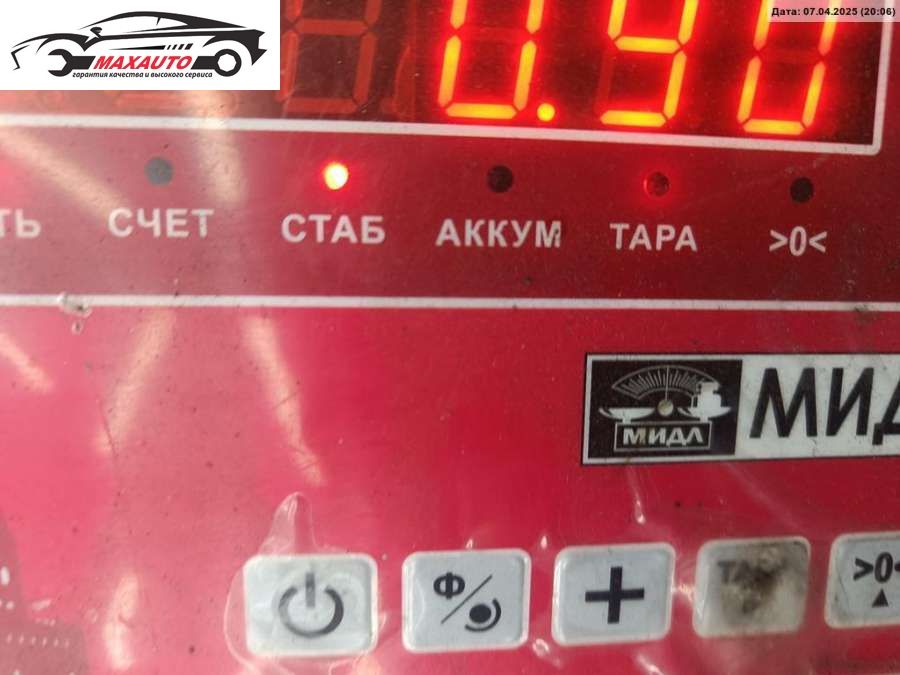 Дата: 07.04.2025 (20:06)
MAXAUTO
гарантия качества и высокого сервиса
0.90
ТЬ СЧЕТ СТАБ АККУМ ТАРА >0<
МИДЛ МИД
Ф
>0<